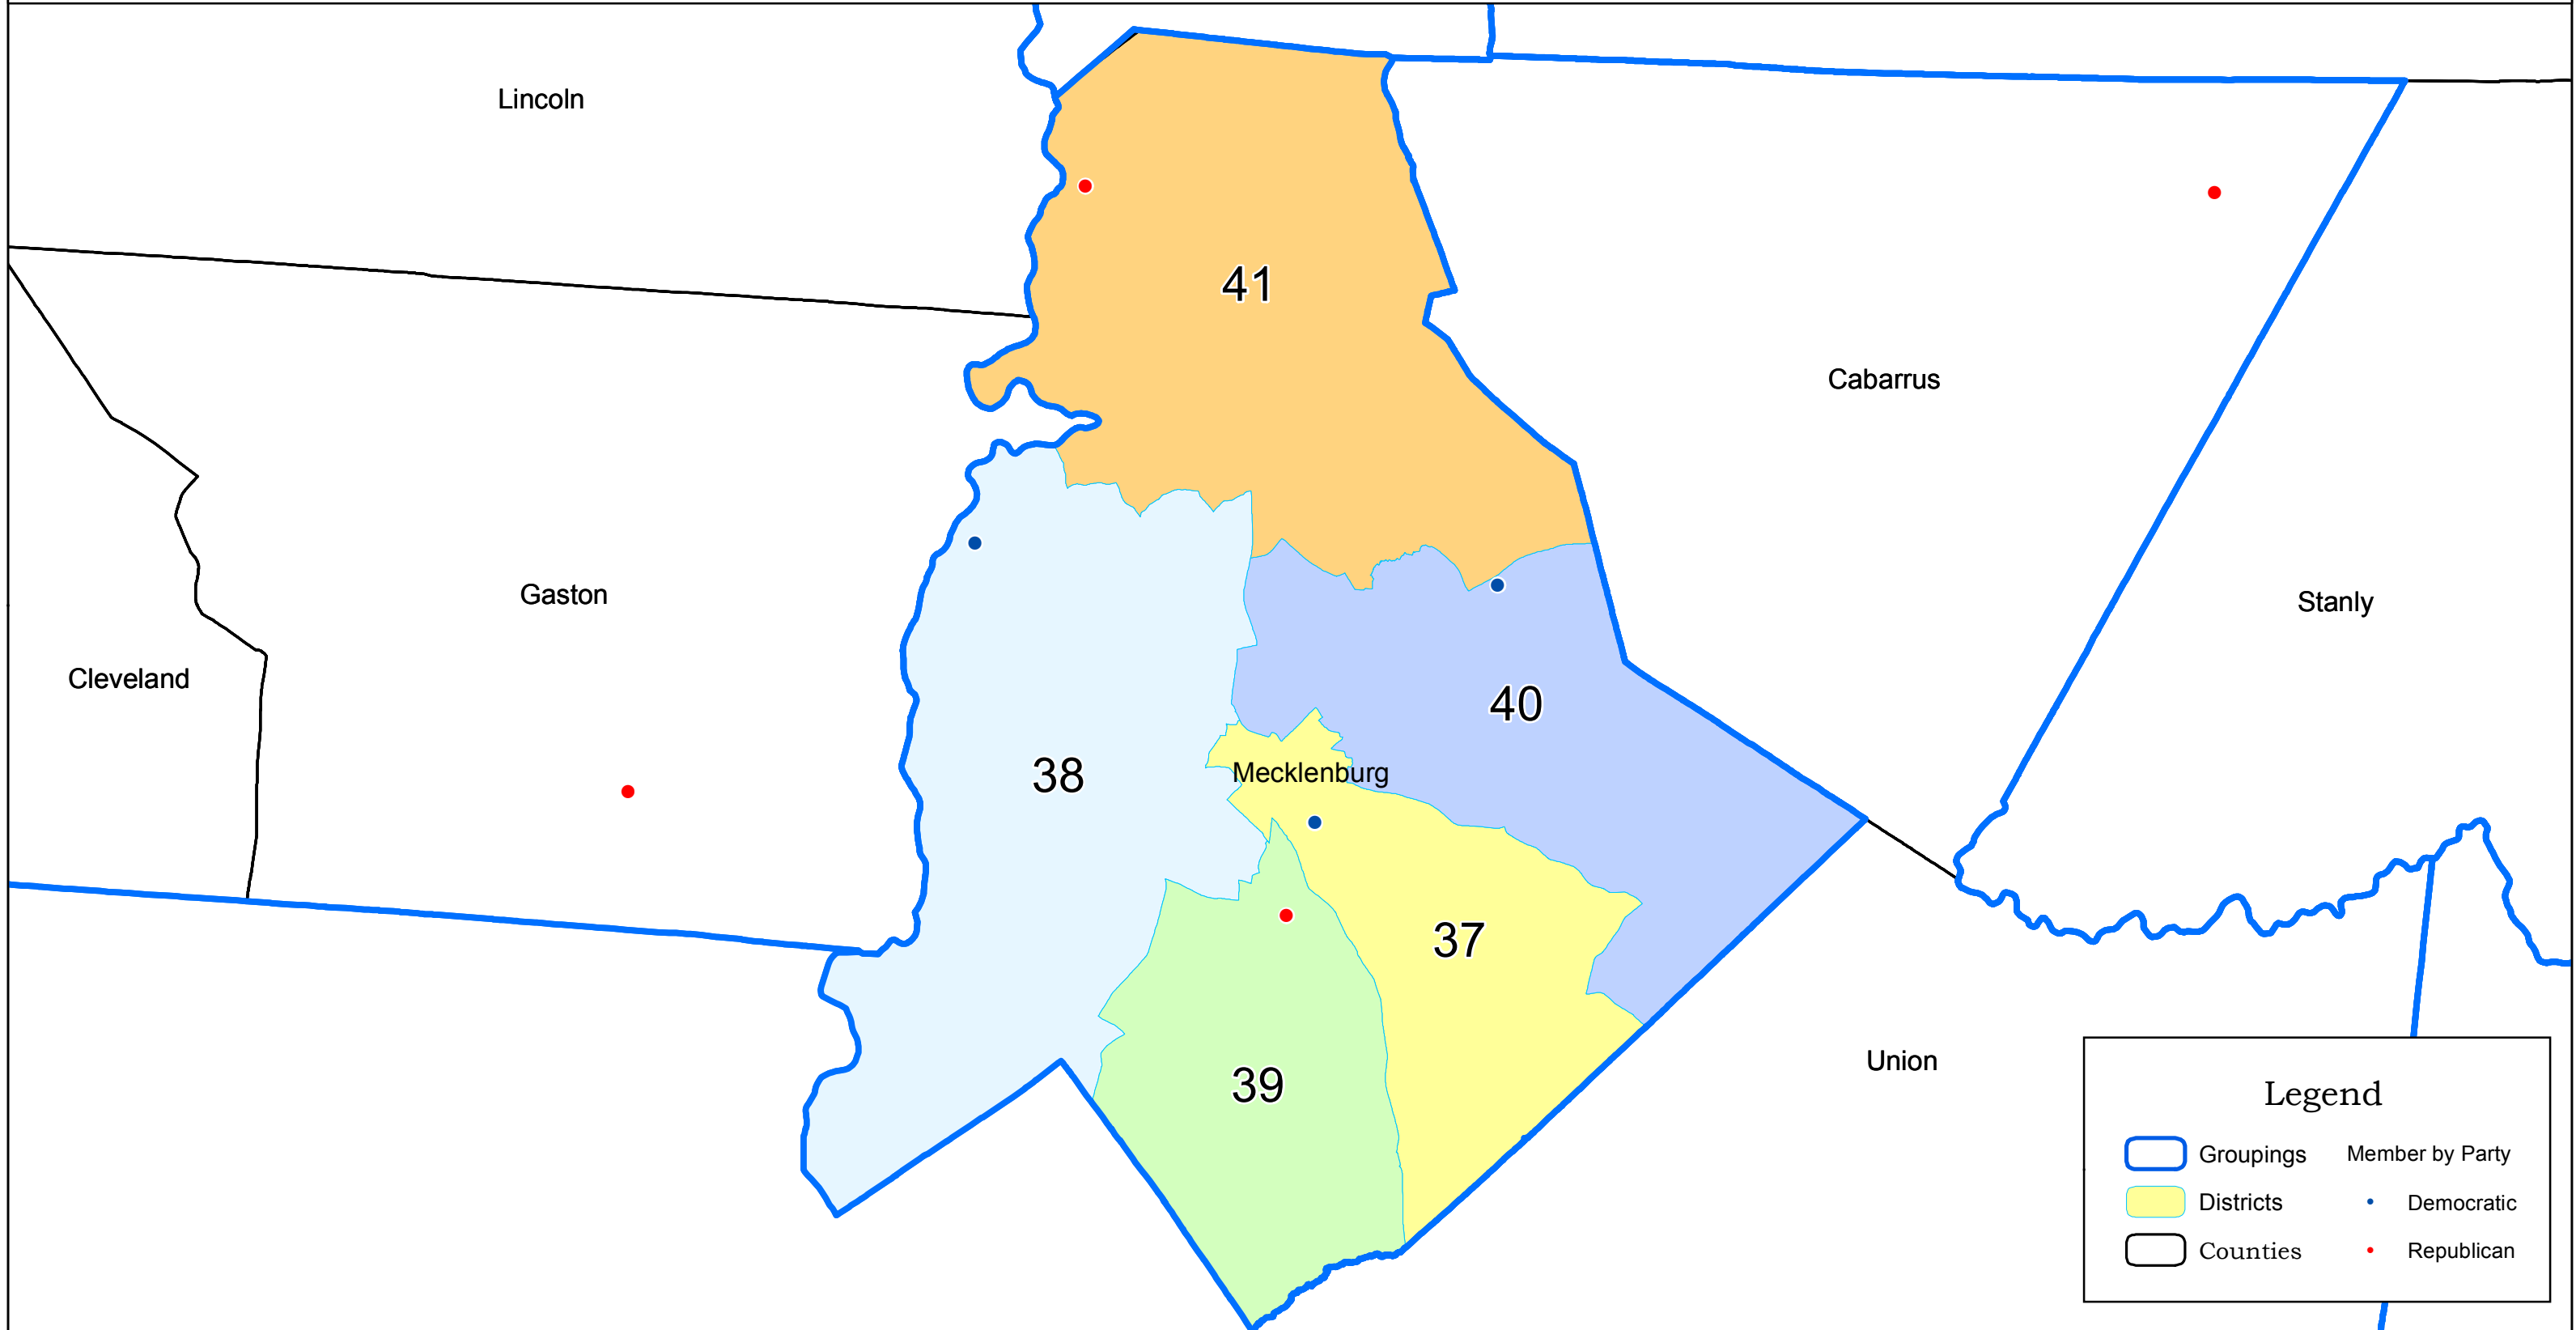 Lincoln
41
Cabarrus
Gaston
Stanly
Cleveland
40
38
Mecklenburg
37
Union
39
Legend
Groupings
Member by Party
Districts
Democratic
Counties
Republican